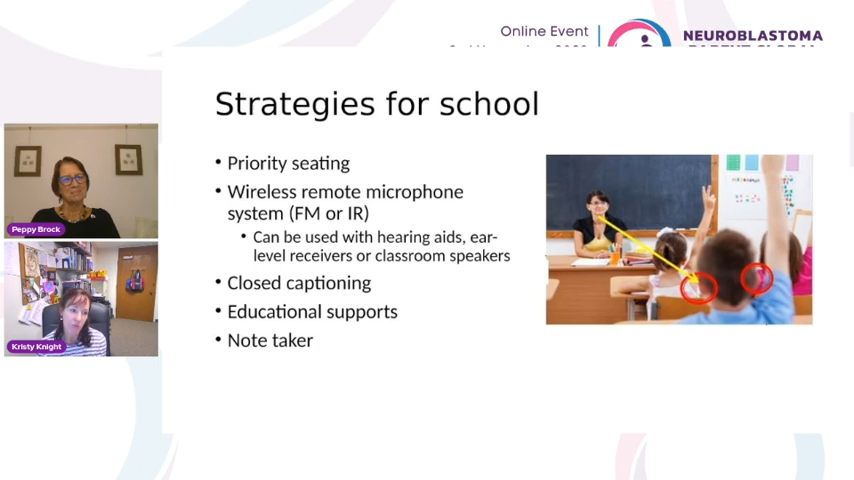 Online Event
NEUROBLASTOMA
Strategies for school
• Priority seating
• Wireless remote microphone
system (FM or IR)
• Can be used with hearing aids, ear-
level receivers or classroom speakers
• Closed captioning
• Educational supports
• Note taker
Peppy Brock
Kristy Knight